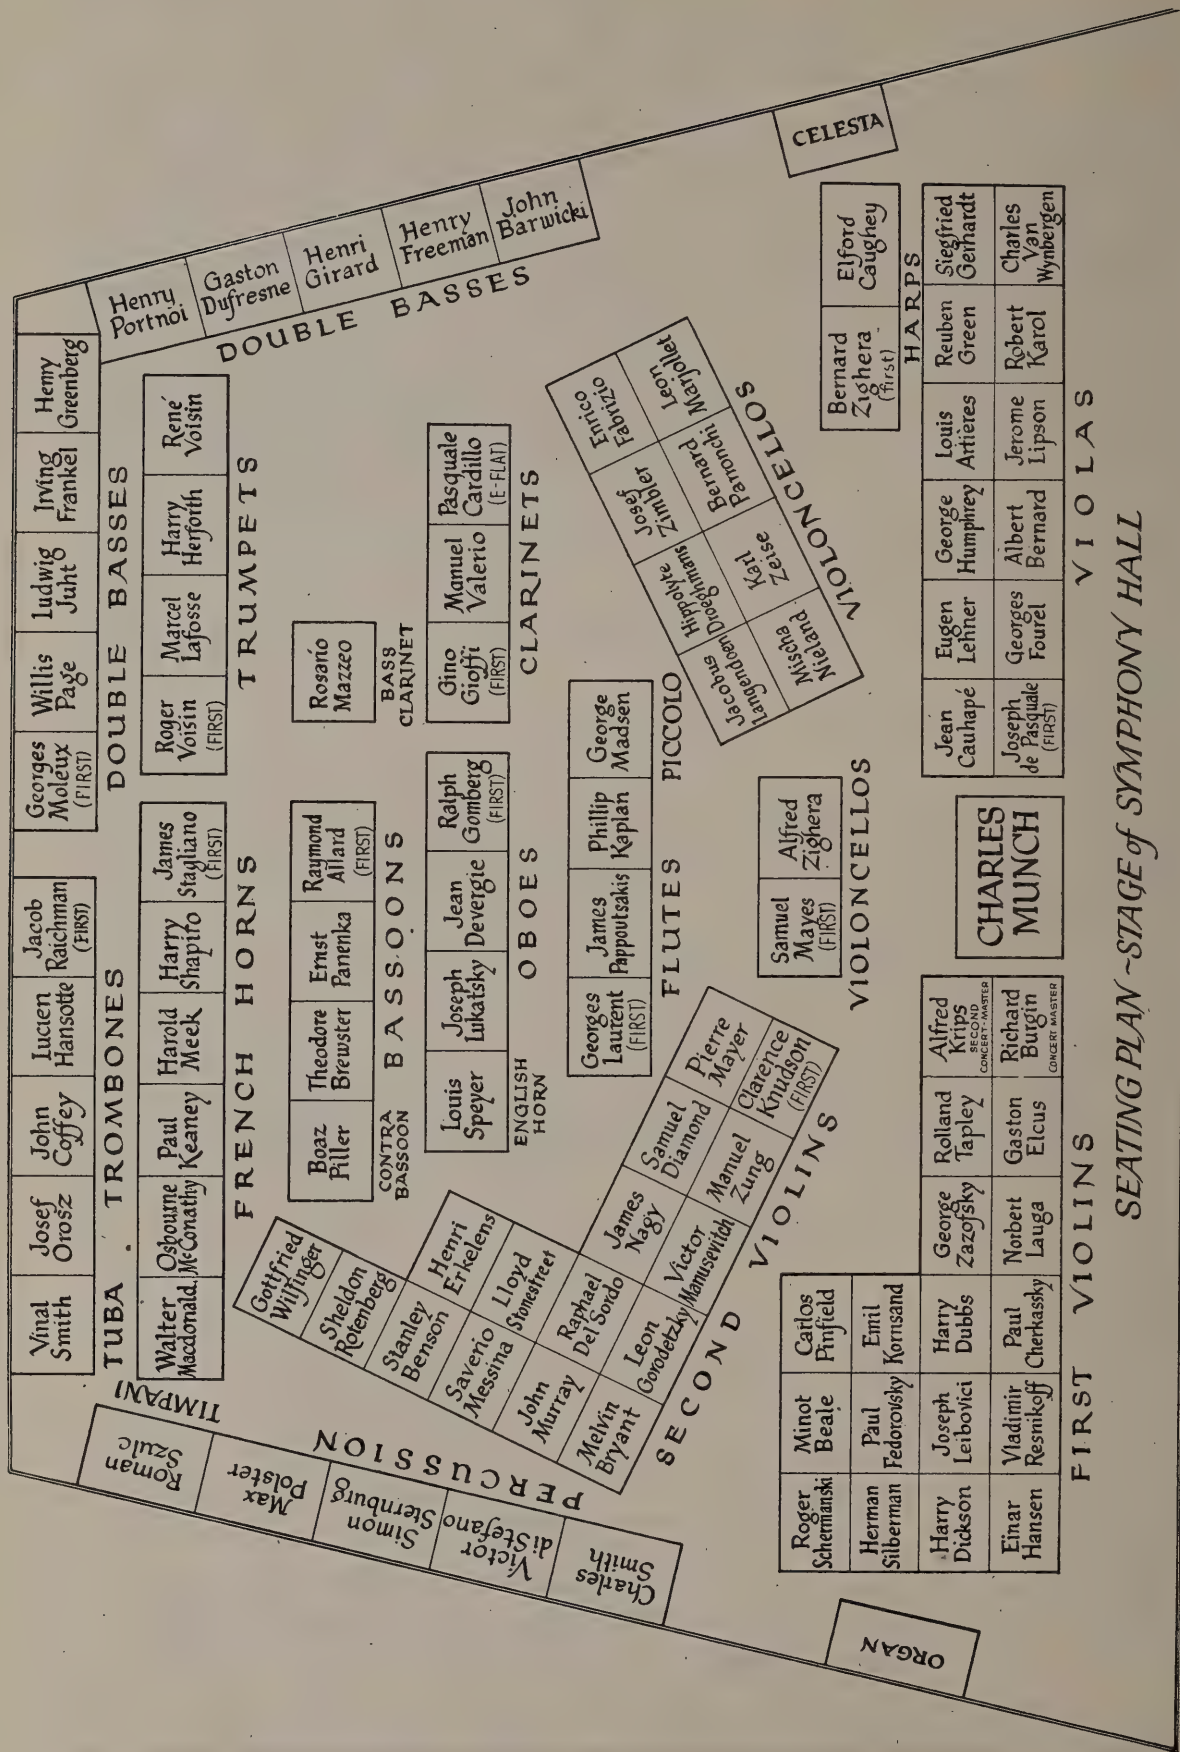 Vinal
Smith
Josef
Orosz
John
Coffey
Lucien
Hansotte
Jacob
Raichman
(FIRST)
Georges
Moleux
(FIRST)
Willis
Page
Ludwig
Juht
Irving
Frankel
Henry
Greenberg
TUBA . TROMBONES
DOUBLE BASSES
Walter
Macdonald
Osbourne
McConathy
Paul
Keaney
Harold
Meek
Harry
Shapiro
James
Stagliano
(FIRST)
Roger
Voisin
(FIRST)
Marcel
Lafosse
Harry
Herforth
René
Voisin
FRENCH HORNS
TRUMPETS
Henry
Portnoi
Gaston
Dufresne
Henri
Girard
Henry
Freeman
John
Barwicki
DOUBLE BASSES
Roman
Szulc
Max
Polster
Simon
Sternburg
Victor
diStefano
Charles
Smith
TIMPANI
PERCUSSION
Boaz
Piller
Theodore
Brewster
Ernst
Panenka
Raymond
Allard
(FIRST)
Rosario
Mazzeo
CONTRA
BASSOON
BASSOONS
BASS
CLARINET
Louis
Speyer
Joseph
Lukatsky
Jean
Devergie
Ralph
Gomberg
(FIRST)
Gino
Gioffi
(FIRST)
Manuel
Valerio
Pasquale
Cardillo
(E-FLAT)
ENGLISH
HORN
OBOES
CLARINETS
Georges
Laurent
(FIRST)
James
Pappoutsakis
Phillip
Kaplan
George
Madsen
FLUTES
PICCOLO
Gottfried
Wilfinger
Sheldon
Rotenberg
Stanley
Benson
Henri
Erkelens
Saverio
Messina
Lloyd
Stonestreet
John
Murray
Raphael
Del Sordo
James
Nagy
Samuel
Diamond
Pierre
Mayer
Melvin
Bryant
Leon
Gorodetzky
Victor
Manusevitch
Manuel
Zung
Clarence
Knudson
(FIRST)
SECOND VIOLINS
Samuel
Mayes
(FIRST)
Alfred
Zighera
VIOLONCELLOS
Jacobus
Langendoen
Hippolyte
Droeghmans
Josef
Zimbler
Enrico
Fabrizio
Mischa
Nieland
Karl
Zeise
Bernard
Parronchi
Leon
Marjollet
VIOLONCELLOS
CELESTA
Bernard
Zighera
(first)
Elford
Caughey
HARPS
Roger
Schermanski
Minot
Beale
Carlos
Pinfield
Herman
Silberman
Paul
Fedorovsky
Emil
Kornsand
Harry
Dickson
Joseph
Leibovici
Harry
Dubbs
George
Zazofsky
Rolland
Tapley
Alfred
Krips
SECOND
CONCERT-MASTER
Einar
Hansen
Vladimir
Resnikoff
Paul
Cherkassky
Norbert
Lauga
Gaston
Elcus
Richard
Burgin
CONCERT MASTER
FIRST VIOLINS
ORGAN
CHARLES
MUNCH
Jean
Cauhapé
Eugen
Lehner
George
Humphrey
Louis
Artières
Reuben
Green
Siegfried
Gerhardt
Joseph
de Pasquale
(FIRST)
Georges
Fourel
Albert
Bernard
Jerome
Lipson
Robert
Karol
Charles
Van
Wynbergen
VIOLAS
SEATING PLAN ~ STAGE of SYMPHONY HALL